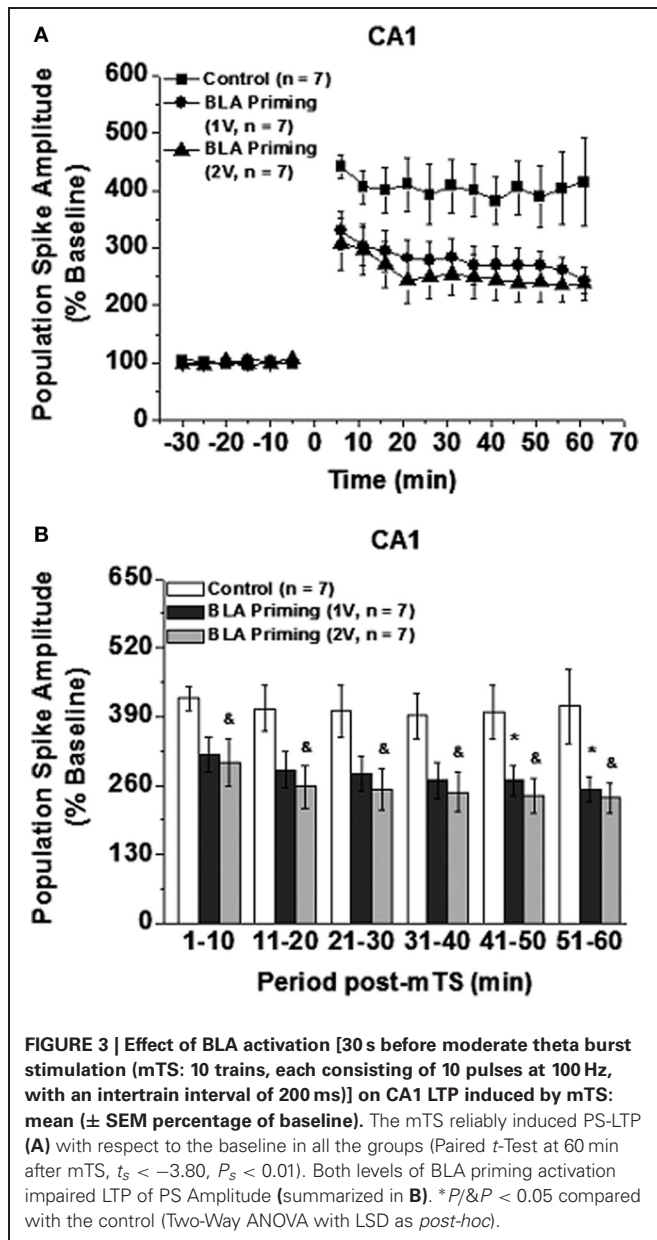 A
CA1
Population Spike Amplitude
(% Baseline)
600
500
400
300
200
100
0
Control (n = 7)
BLA Priming
(1V, n = 7)
BLA Priming
(2V, n = 7)
-30 -20 -10 0 10 20 30 40 50 60 70
Time (min)
B
CA1
Population Spike Amplitude
(% Baseline)
650
520
390
260
130
0
Control (n = 7)
BLA Priming (1V, n = 7)
BLA Priming (2V, n = 7)
& & & & * & * &
1-10 11-20 21-30 31-40 41-50 51-60
Period post-mTS (min)
FIGURE 3 | Effect of BLA activation [30 s before moderate theta burst
stimulation (mTS: 10 trains, each consisting of 10 pulses at 100 Hz,
with an intertrain interval of 200 ms)] on CA1 LTP induced by mTS:
mean (± SEM percentage of baseline). The mTS reliably induced PS-LTP
(A) with respect to the baseline in all the groups (Paired t-Test at 60 min
after mTS, ts < −3.80, Ps < 0.01). Both levels of BLA priming activation
impaired LTP of PS Amplitude (summarized in B). *P/&P < 0.05 compared
with the control (Two-Way ANOVA with LSD as post-hoc).